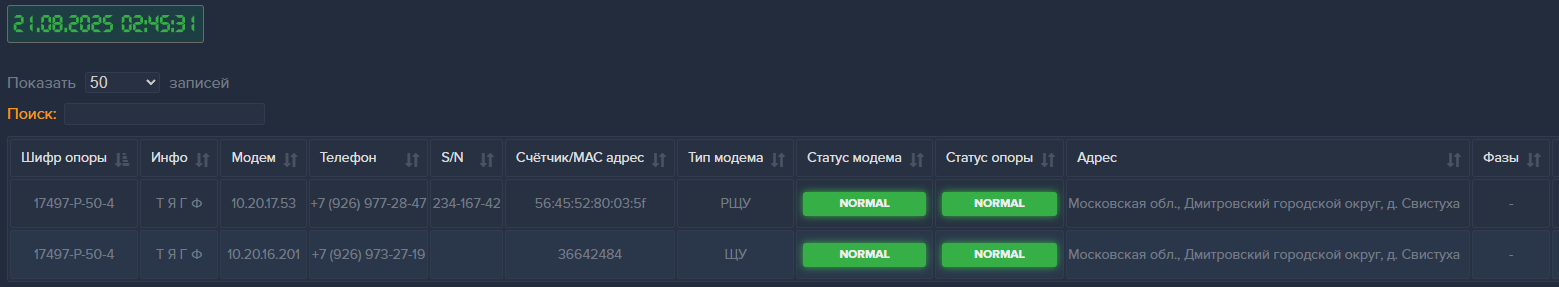 21.08.2025 02:45:31
Показать 50 записей
Поиск:
Шифр опоры Инфо Модем Телефон S/N Счётчик/MAC адрес Тип модема Статус модема Статус опоры Адрес Фазы
17497-Р-50-4 Т Я Г Ф 10.20.17.53 +7 (926) 977-28-47 234-167-42 56:45:52:80:03:5f РЩУ NORMAL NORMAL Московская обл., Дмитровский городской округ, д. Свистуха -
17497-Р-50-4 Т Я Г Ф 10.20.16.201 +7 (926) 973-27-19 36642484 ЩУ NORMAL NORMAL Московская обл., Дмитровский городской округ, д. Свистуха -